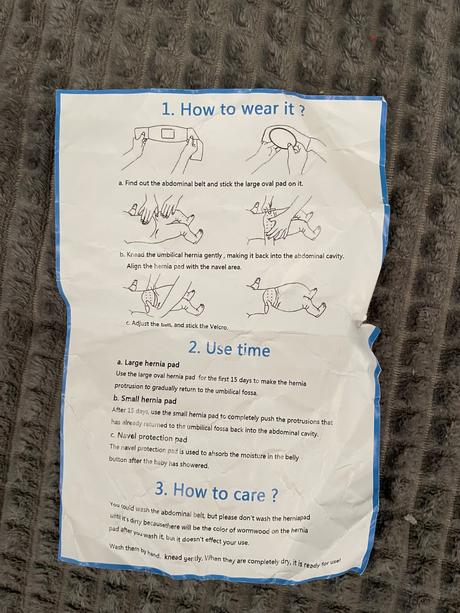 1. How to wear it ?
a. Find out the abdominal belt and stick the large oval pad on it.
b. Knead the umbilical hernia gently , making it back into the abdominal cavity.
Align the hernia pad with the navel area.
c. Adjust the belt, and stick the Velcro.
2. Use time
a. Large hernia pad
Use the large oval hernia pad for the first 15 days to make the hernia
protrusion to gradually return to the umbilical fossa.
b. Small hernia pad
After 15 days, use the small hernia pad to completely push the protrusions that
has already returned to the umbilical fossa back into the abdominal cavity.
c. Navel protection pad
The navel protection pad is used to absorb the moisture in the belly
button after the baby has showered.
3. How to care ?
You could wash the abdominal belt, but please don't wash the herniapad
until it's dirty becausethere will be the color of wormwood on the hernia
pad after you wash it, but it doesn't effect your use.
Wash them by hand, knead gently. When they are completely dry, it is ready for use!